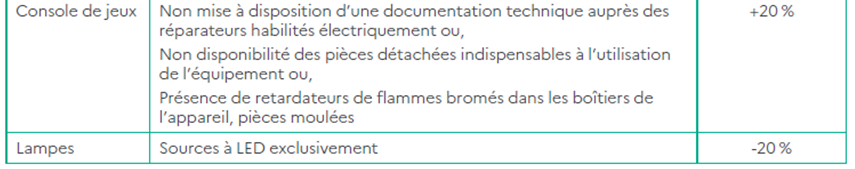 Console de jeux Non mise à disposition d’une documentation technique auprès des +20 %
réparateurs habilités électriquement ou,
Non disponibilité des pièces détachées indispensables à l’utilisation
de l’équipement ou,
Présence de retardateurs de flammes bromés dans les boîtiers de
l’appareil, pièces moulées
Lampes Sources à LED exclusivement -20 %